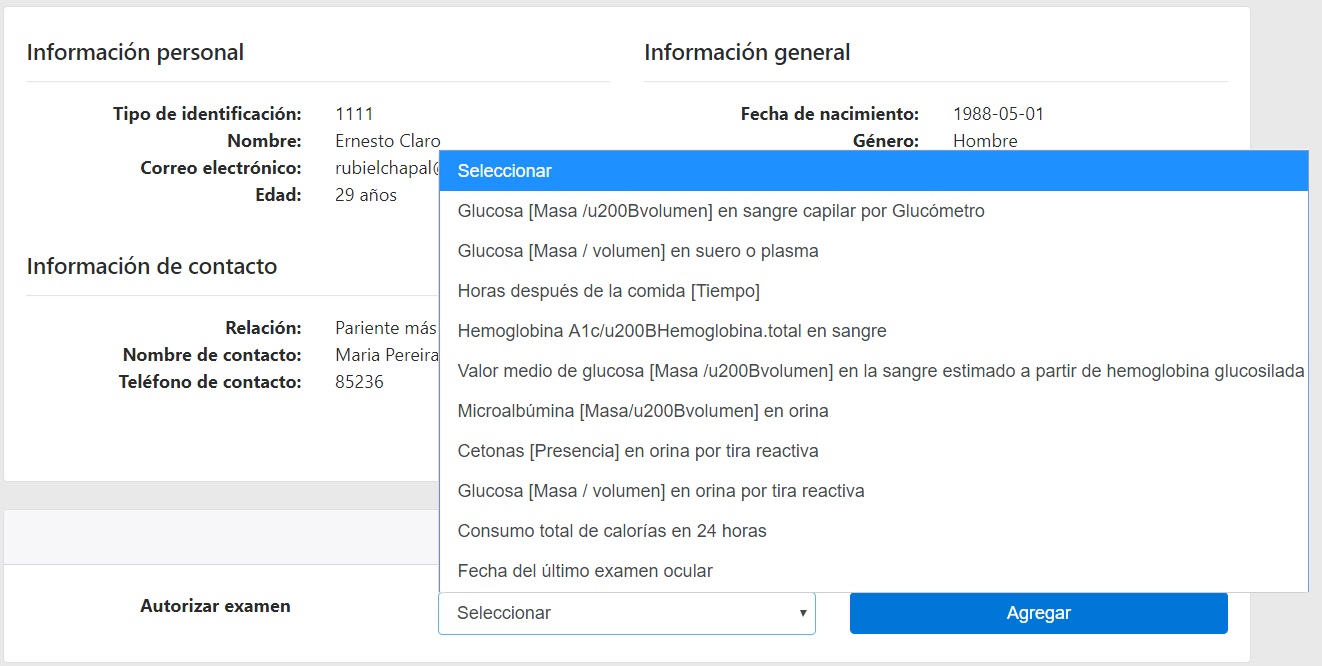 Información personal
Tipo de identificación: 1111
Nombre: Ernesto Claro
Correo electrónico: rubielchapal@
Edad: 29 años
Información general
Fecha de nacimiento: 1988-05-01
Género: Hombre
Información de contacto
Relación: Pariente más
Nombre de contacto: Maria Pereira
Teléfono de contacto: 85236
Seleccionar
Glucosa [Masa /u200Bvolumen] en sangre capilar por Glucómetro
Glucosa [Masa / volumen] en suero o plasma
Horas después de la comida [Tiempo]
Hemoglobina A1c/u200BHemoglobina.total en sangre
Valor medio de glucosa [Masa /u200Bvolumen] en la sangre estimado a partir de hemoglobina glucosilada
Microalbúmina [Masa/u200Bvolumen] en orina
Cetonas [Presencia] en orina por tira reactiva
Glucosa [Masa / volumen] en orina por tira reactiva
Consumo total de calorías en 24 horas
Fecha del último examen ocular
Autorizar examen
Seleccionar
Agregar